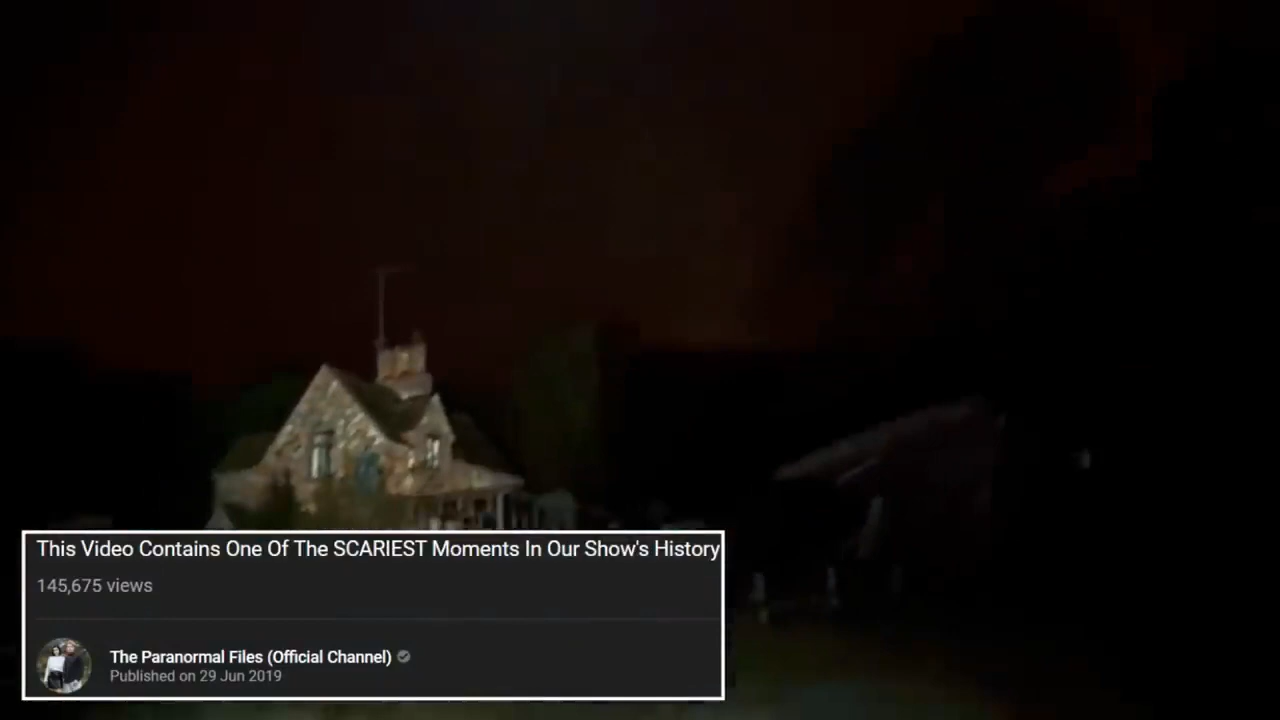 This Video Contains One Of The SCARIEST Moments In Our Show's History
145,675 views
The Paranormal Files (Official Channel)
Published on 29 Jun 2019